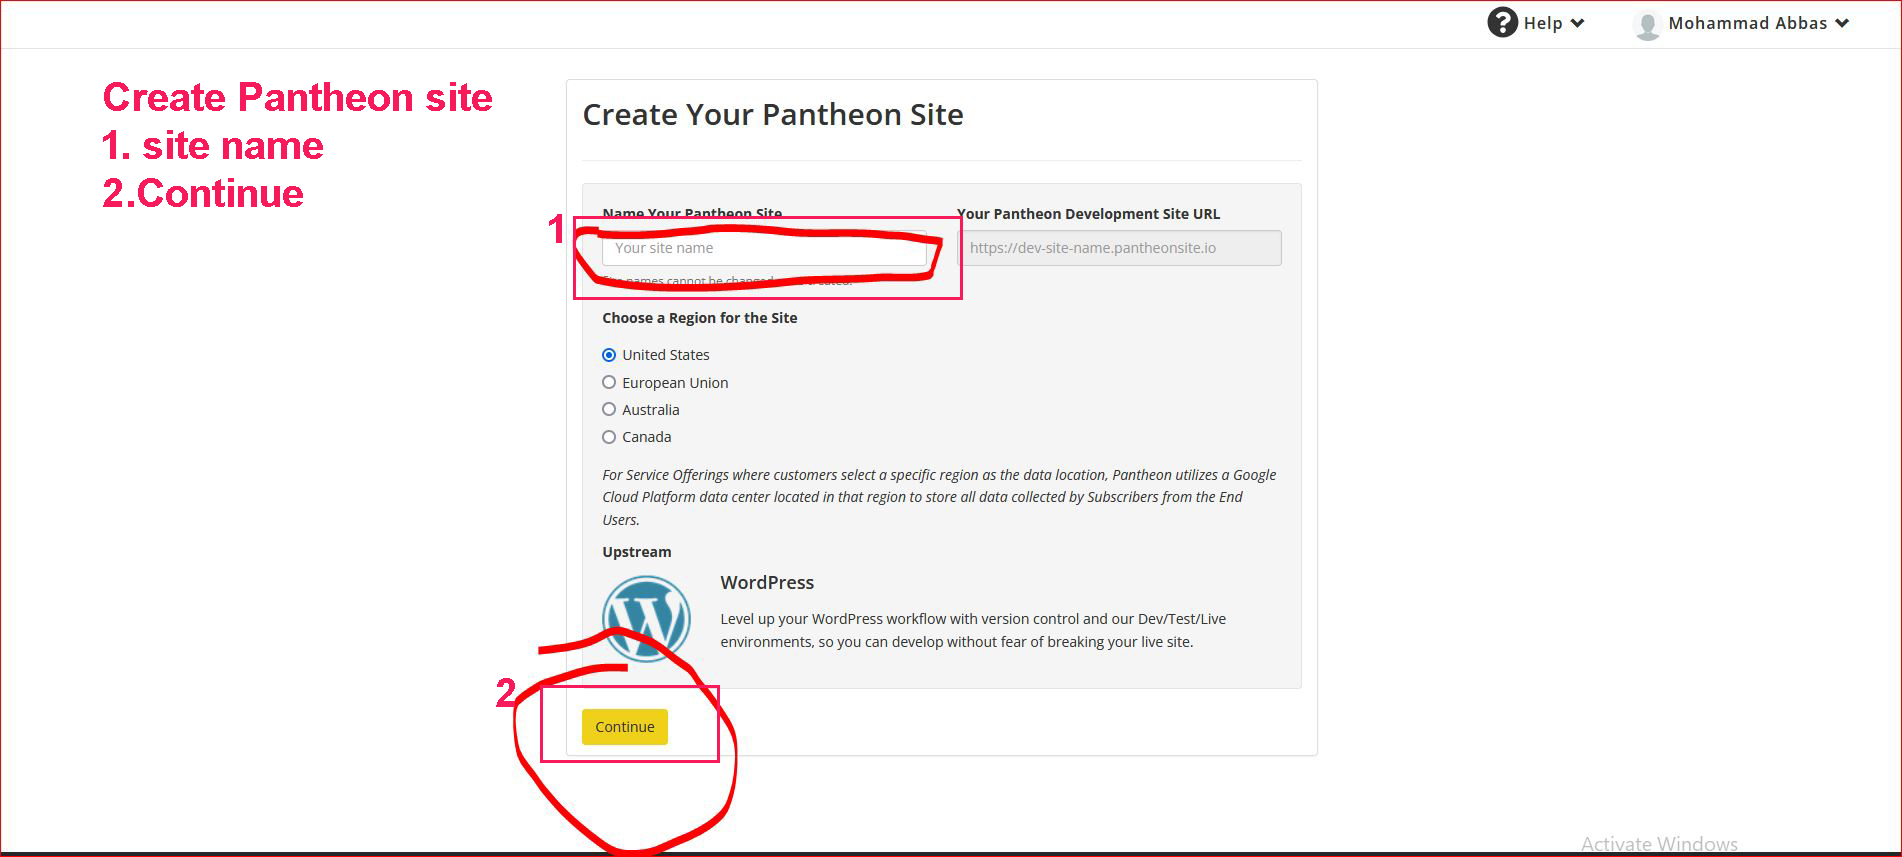 Help
Mohammad Abbas
Create Pantheon site
1. site name
2.Continue
Create Your Pantheon Site
1
Name Your Pantheon Site
Your Pantheon Development Site URL
Your site name
https://dev-site-name.pantheonsite.io
names cannot be changed created.
Choose a Region for the Site
United States
European Union
Australia
Canada
For Service Offerings where customers select a specific region as the data location, Pantheon utilizes a Google
Cloud Platform data center located in that region to store all data collected by Subscribers from the End
Users.
Upstream
WordPress
Level up your WordPress workflow with version control and our Dev/Test/Live
environments, so you can develop without fear of breaking your live site.
2
Continue
Activate Windows